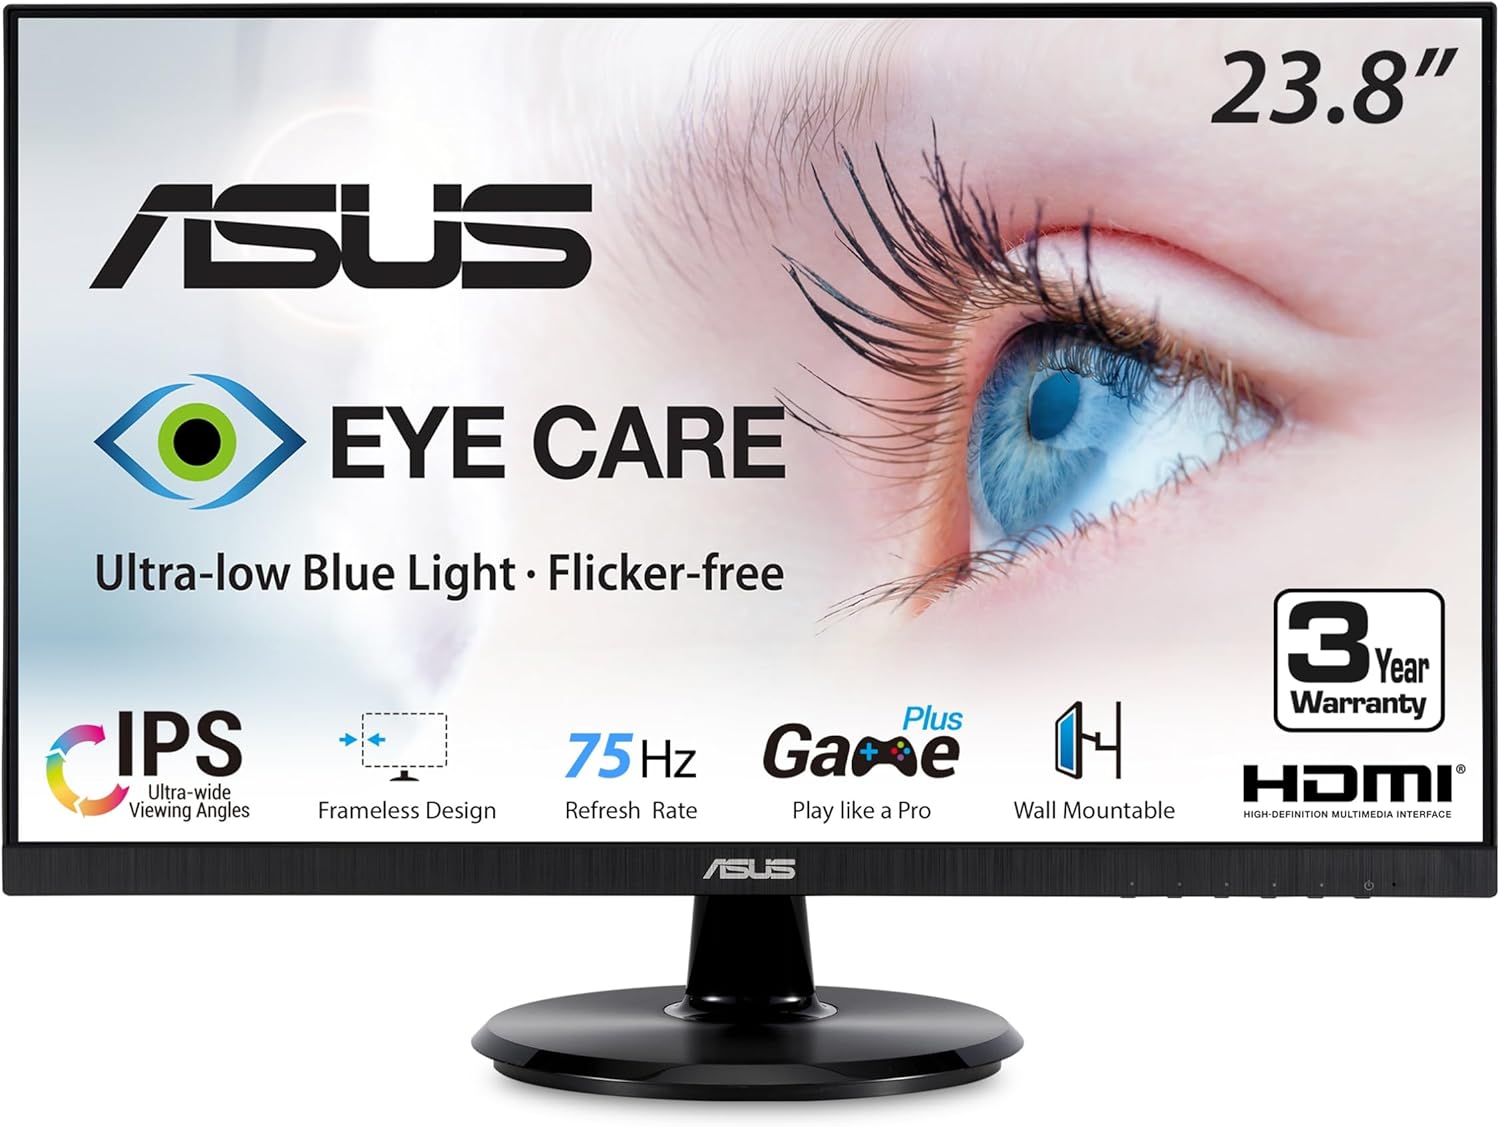 23.8"
ASUS
EYE CARE
Ultra-low Blue Light · Flicker-free
3 Year
Warranty
IPS
Ultra-wide
Viewing Angles
Frameless Design
75 Hz
Refresh Rate
Game Plus
Play like a Pro
Wall Mountable
HDMI®
HIGH-DEFINITION MULTIMEDIA INTERFACE
ASUS